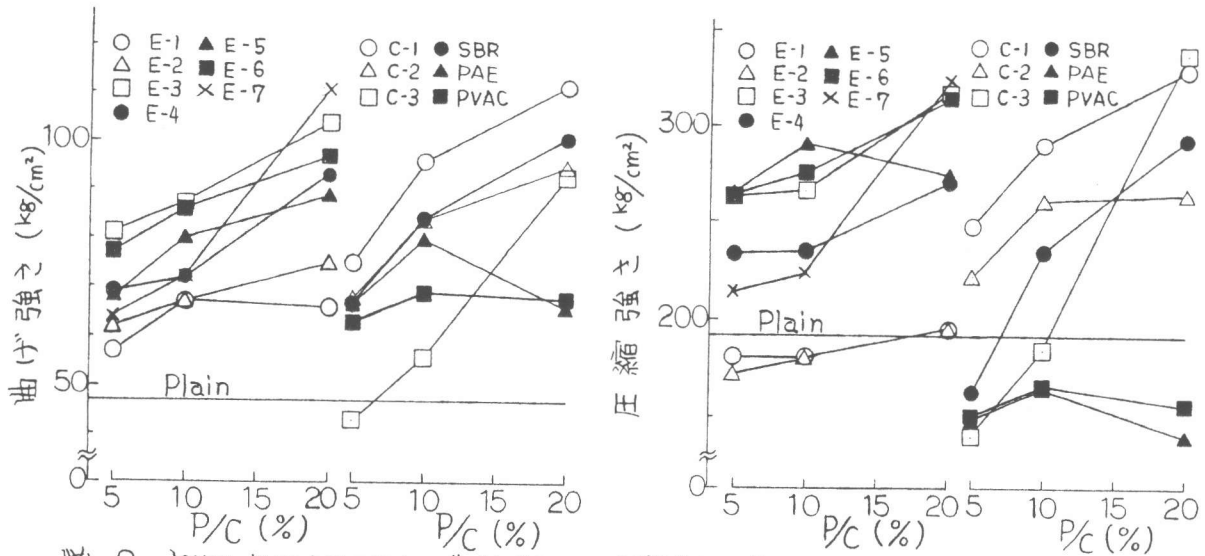 ○ E-1 ▲ E-5
△ E-2 ■ E-6
□ E-3 × E-7
● E-4
○ C-1 ● SBR
△ C-2 ▲ PAE
□ C-3 ■ PVAC
曲げ強さ (kg/cm²)
100
50
0
Plain
5 10 15 20
P/C (%)
5 10 15 20
P/C (%)
○ E-1 ▲ E-5
△ E-2 ■ E-6
□ E-3 × E-7
● E-4
○ C-1 ● SBR
△ C-2 ▲ PAE
□ C-3 ■ PVAC
圧縮強さ (kg/cm²)
300
200
0
Plain
5 10 15 20
P/C (%)
5 10 15 20
P/C (%)